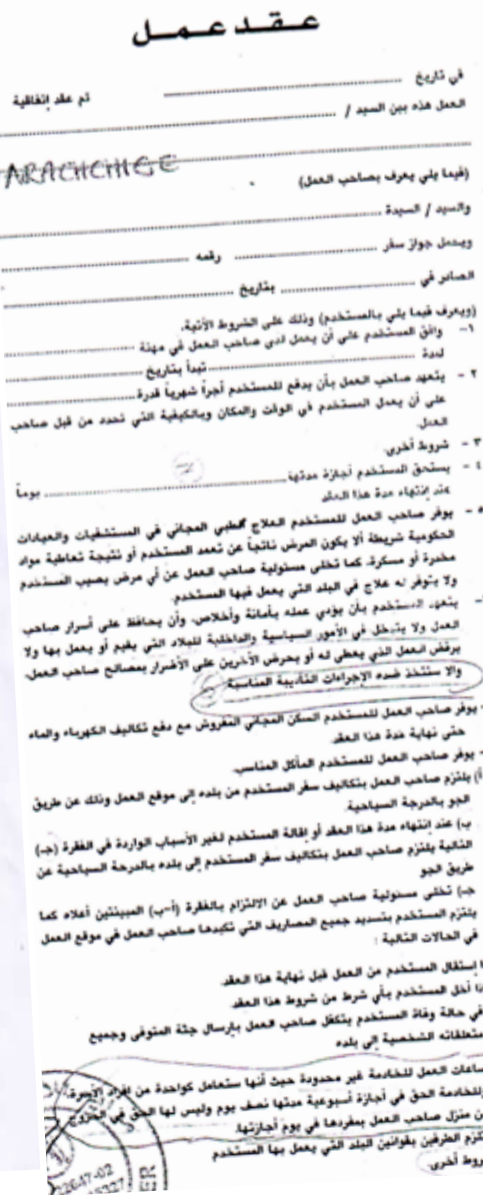 عقد عمل
في تاريخ ........ تم عقد إتفاقية
العمل هذه بين السيد / ........
ARACHCHIGE
(فيما يلي يعرف بصاحب العمل)
والسيد / السيدة ........
ويحمل جواز سفر ........ رقمه ........
الصادر في ........ بتاريخ ........
(ويعرف فيما يلي بالمستخدم) وذلك على الشروط الآتية.
١- وافق المستخدم على أن يعمل لدى صاحب العمل في مهنة ........
لمدة ........ تبدأ بتاريخ ........
٢ - يتعهد صاحب العمل بأن يدفع للمستخدم أجراً شهرياً قدرة ........
على أن يعمل المستخدم في الوقت والمكان وبالكيفية التي تحدد من قبل صاحب
العمل.
٣ - شروط أخرى.
٤ - يستحق المستخدم أجازة مدتها ........ يوماً
عند إنتهاء مدة هذا العقد
٥ - يوفر صاحب العمل للمستخدم العلاج الطبي المجاني في المستشفيات والعيادات
الحكومية شريطة ألا يكون المرض ناتجاً عن تعمد المستخدم أو نتيجة تعاطية مواد
مخدرة أو مسكرة، كما تخلى مسئولية صاحب العمل عن أي مرض يصيب المستخدم
ولا يتوفر له علاج في البلد التي يعمل فيها المستخدم.
- يتعهد المستخدم بأن يؤدي عمله بأمانة وأخلاص، وأن يحافظ على أسرار صاحب
العمل ولا يتدخل في الأمور السياسية والداخلية للبلاد التي يقيم أو يعمل بها ولا
يرفض العمل الذي يعطى له أو يحرض الأخرين على الأضرار بمصالح صاحب العمل،
والا ستتخذ ضده الإجراءات التأديبية المناسبة
- يوفر صاحب العمل للمستخدم السكن المجاني المفروش مع دفع تكاليف الكهرباء والماء
حتى نهاية مدة هذا العقد.
- يوفر صاحب العمل للمستخدم المأكل المناسب.
أ) يلتزم صاحب العمل بتكاليف سفر المستخدم من بلده إلى موقع العمل وذلك عن طريق
الجو بالدرجة السياحية.
ب) عند إنتهاء مدة هذا العقد أو إقالة المستخدم لغير الأسباب الواردة في الفقرة (جـ)
التالية يلتزم صاحب العمل بتكاليف سفر المستخدم إلى بلده بالدرجة السياحية عن
طريق الجو
جـ) تخلى مسئولية صاحب العمل عن الالتزام بالفقرة (أ-ب) المبينتين أعلاه كما
يلتزم المستخدم بتسديد جميع المصاريف التي تكبدها صاحب العمل في موقع العمل
في الحالات التالية :
إستقال المستخدم من العمل قبل نهاية هذا العقد.
أخل المستخدم بأي شرط من شروط هذا العقد.
في حالة وفاة المستخدم يتكفل صاحب العمل بإرسال جثة المتوفى وجميع
متعلقاته الشخصية إلى بلده
ساعات العمل للخادمة غير محدودة حيث أنها ستعامل كواحدة من أفراد الأسرة.
وللخادمة الحق في أجازة أسبوعية مدتها نصف يوم وليس لها الحق في الخروج
من منزل صاحب العمل بمفردها في يوم أجازتها.
يلتزم الطرفين بقوانين البلد التي يعمل بها المستخدم
شروط أخرى.